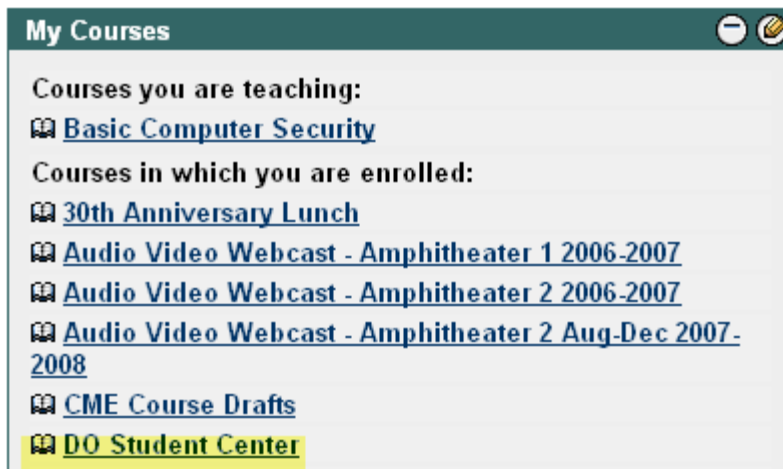 My Courses
Courses you are teaching:
Basic Computer Security
Courses in which you are enrolled:
30th Anniversary Lunch
Audio Video Webcast - Amphitheater 1 2006-2007
Audio Video Webcast - Amphitheater 2 2006-2007
Audio Video Webcast - Amphitheater 2 Aug-Dec 2007-
2008
CME Course Drafts
DO Student Center